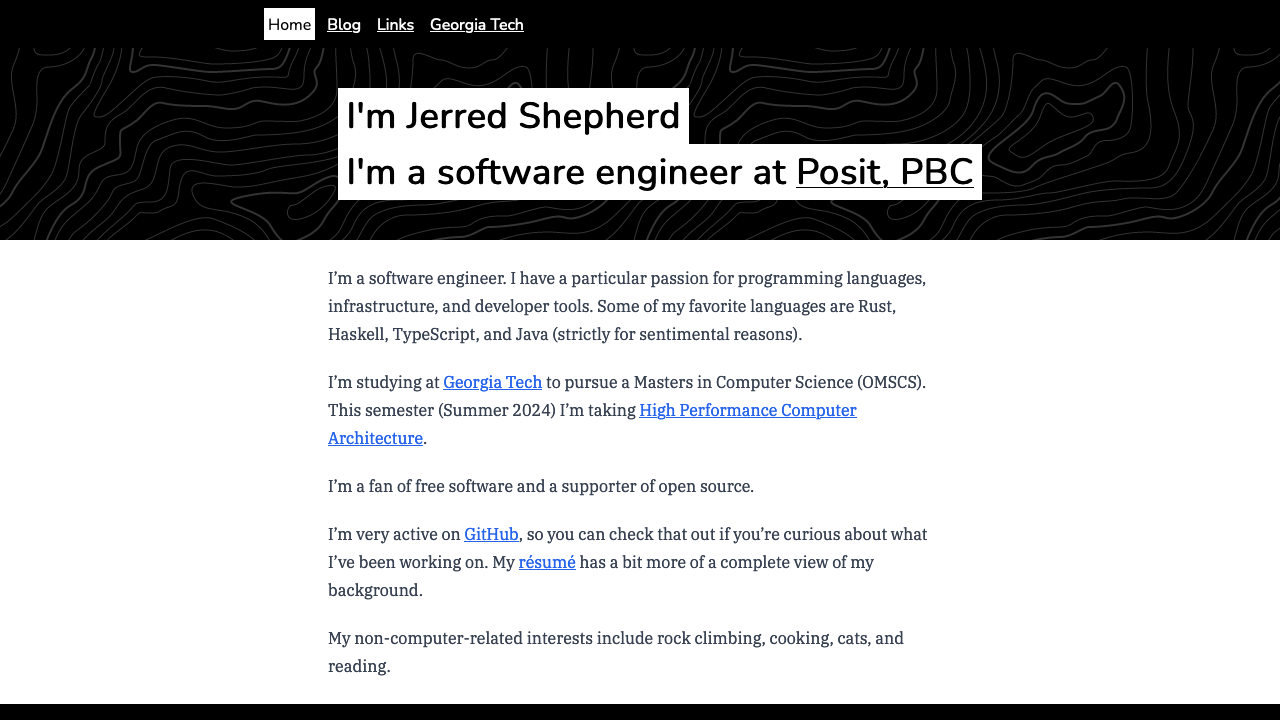 Home Blog Links Georgia Tech
I'm Jerred Shepherd
I'm a software engineer at Posit, PBC
I’m a software engineer. I have a particular passion for programming languages,
infrastructure, and developer tools. Some of my favorite languages are Rust,
Haskell, TypeScript, and Java (strictly for sentimental reasons).
I’m studying at Georgia Tech to pursue a Masters in Computer Science (OMSCS).
This semester (Summer 2024) I’m taking High Performance Computer
Architecture.
I’m a fan of free software and a supporter of open source.
I’m very active on GitHub, so you can check that out if you’re curious about what
I’ve been working on. My résumé has a bit more of a complete view of my
background.
My non-computer-related interests include rock climbing, cooking, cats, and
reading.